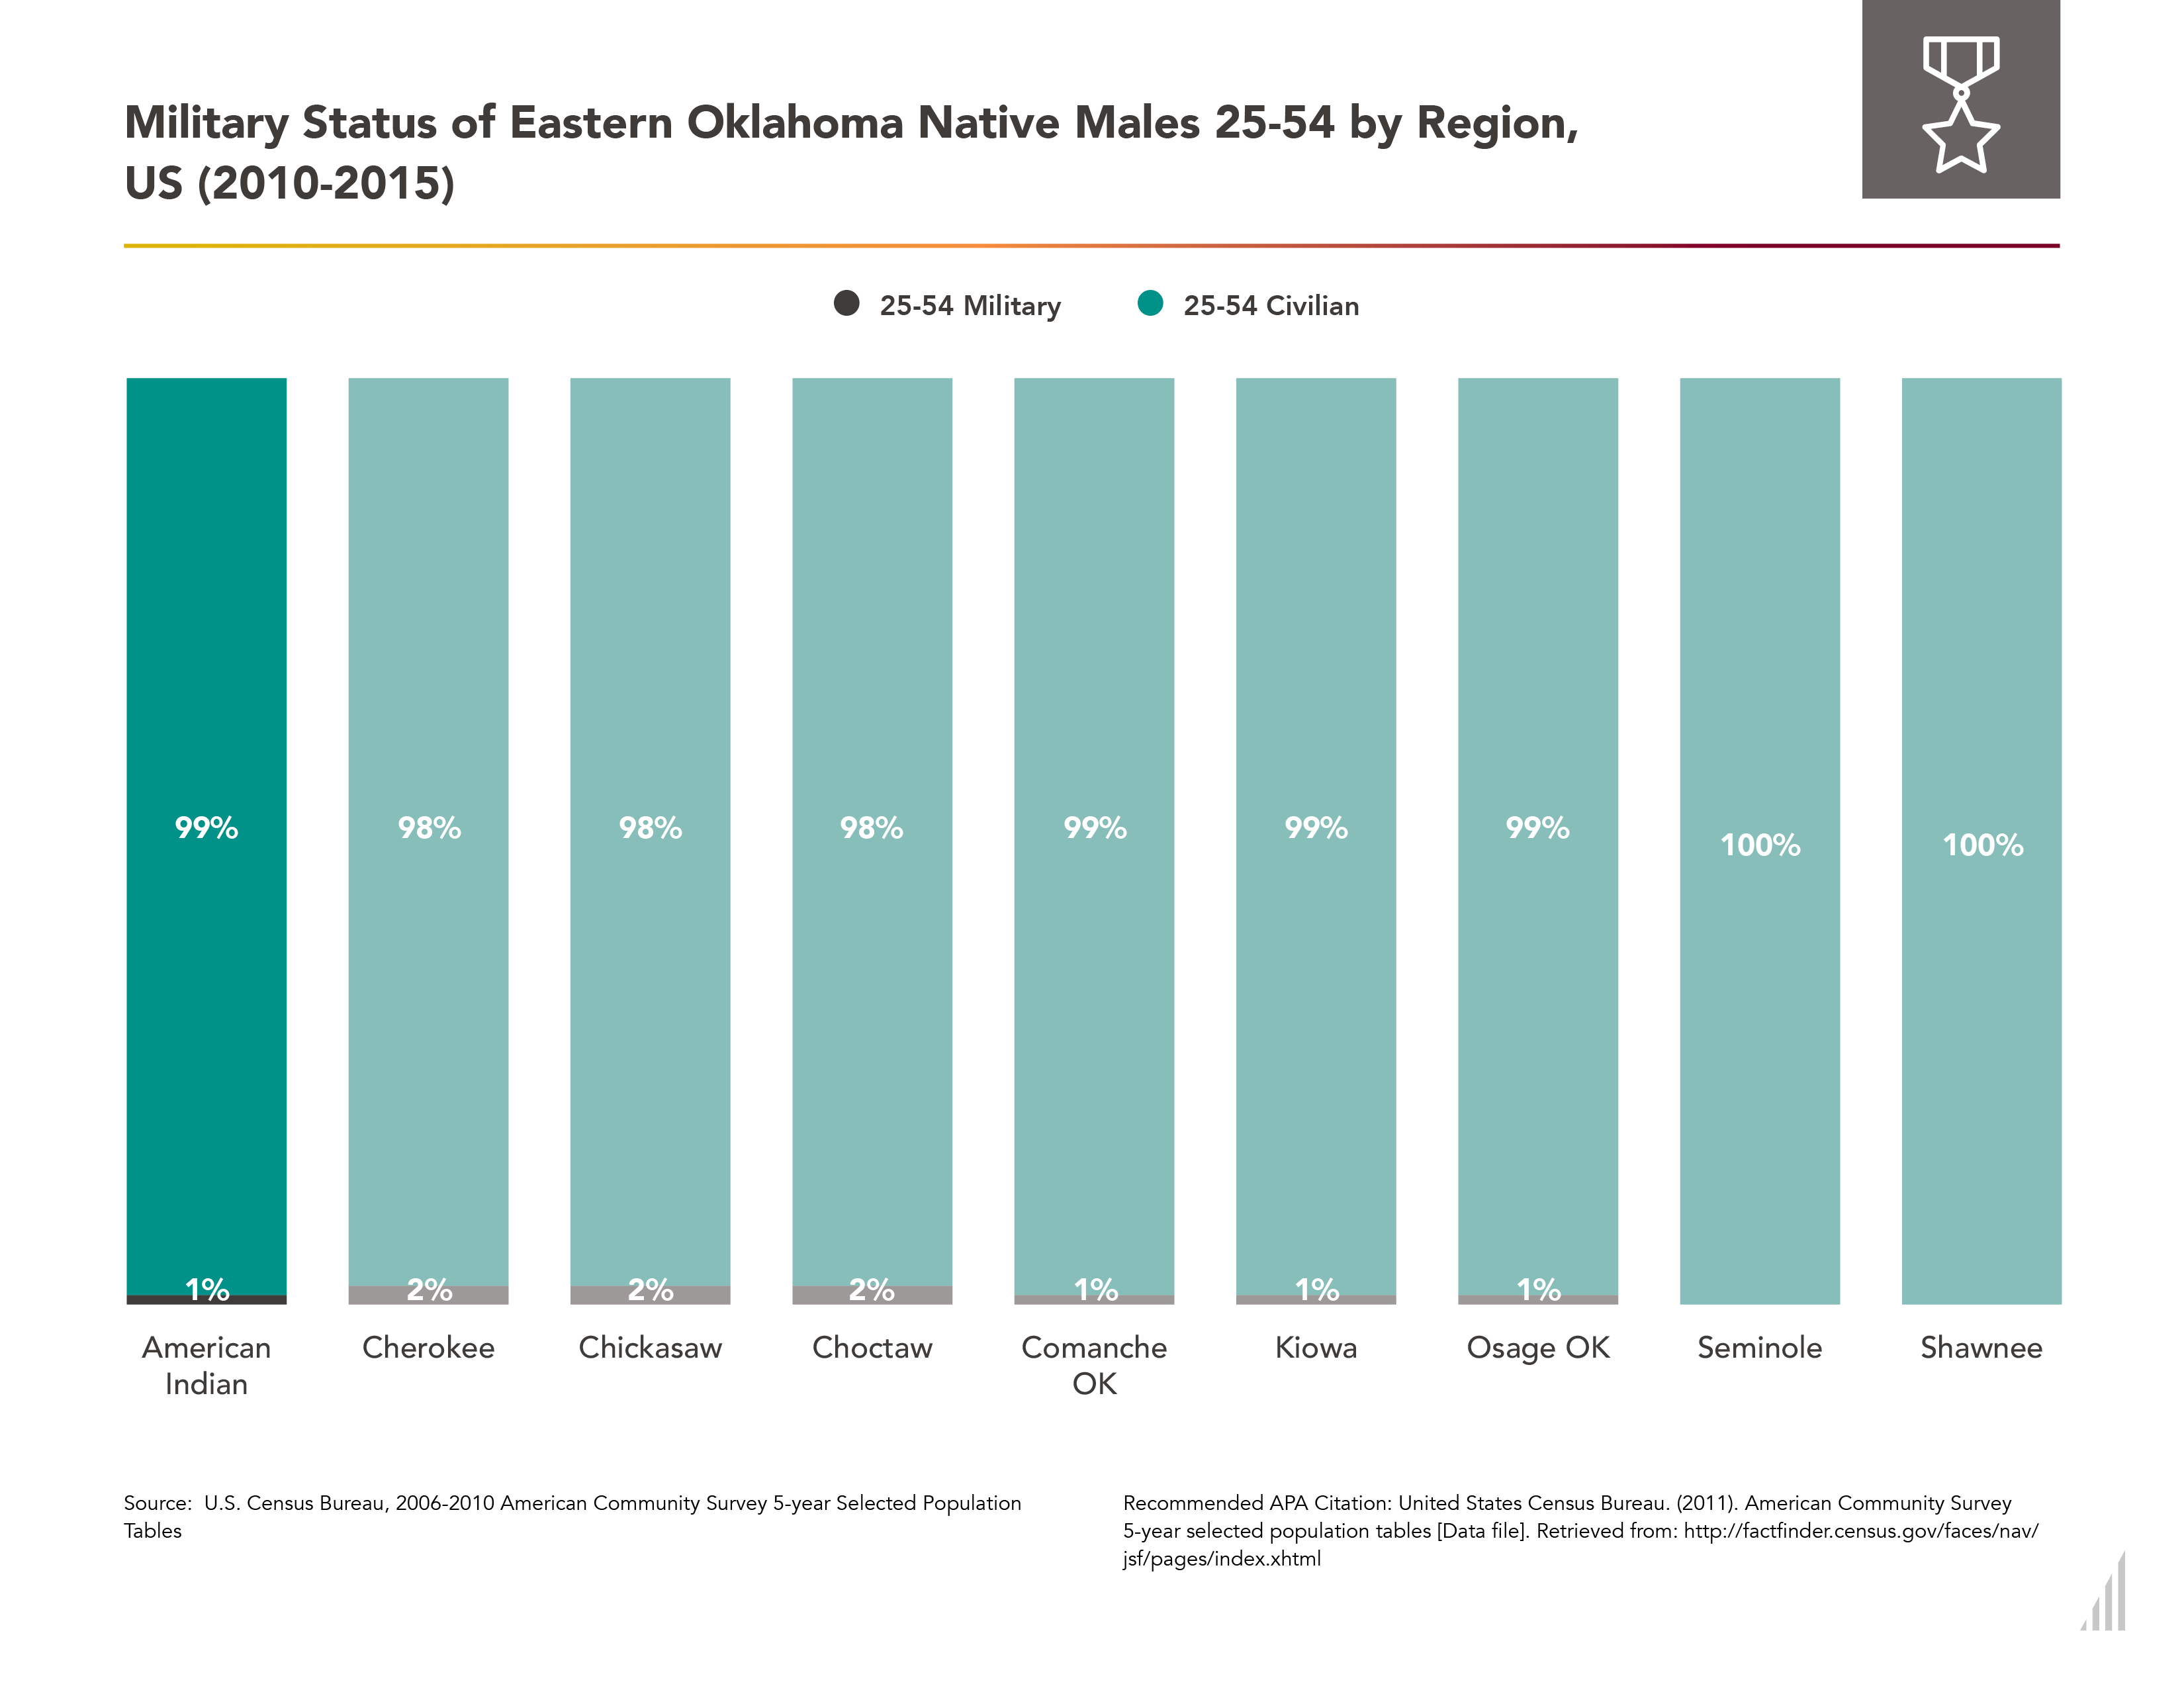 Military Status of Eastern Oklahoma Native Males 25-54 by Region,
US (2010-2015)
25-54 Military
25-54 Civilian
99%
98%
98%
98%
99%
99%
99%
100%
100%
1%
2%
2%
2%
1%
1%
1%
American
Indian
Cherokee
Chickasaw
Choctaw
Comanche
OK
Kiowa
Osage OK
Seminole
Shawnee
Source:  U.S. Census Bureau, 2006-2010 American Community Survey 5-year Selected Population
Tables
Recommended APA Citation: United States Census Bureau. (2011). American Community Survey
5-year selected population tables [Data file]. Retrieved from: http://factfinder.census.gov/faces/nav/
jsf/pages/index.xhtml